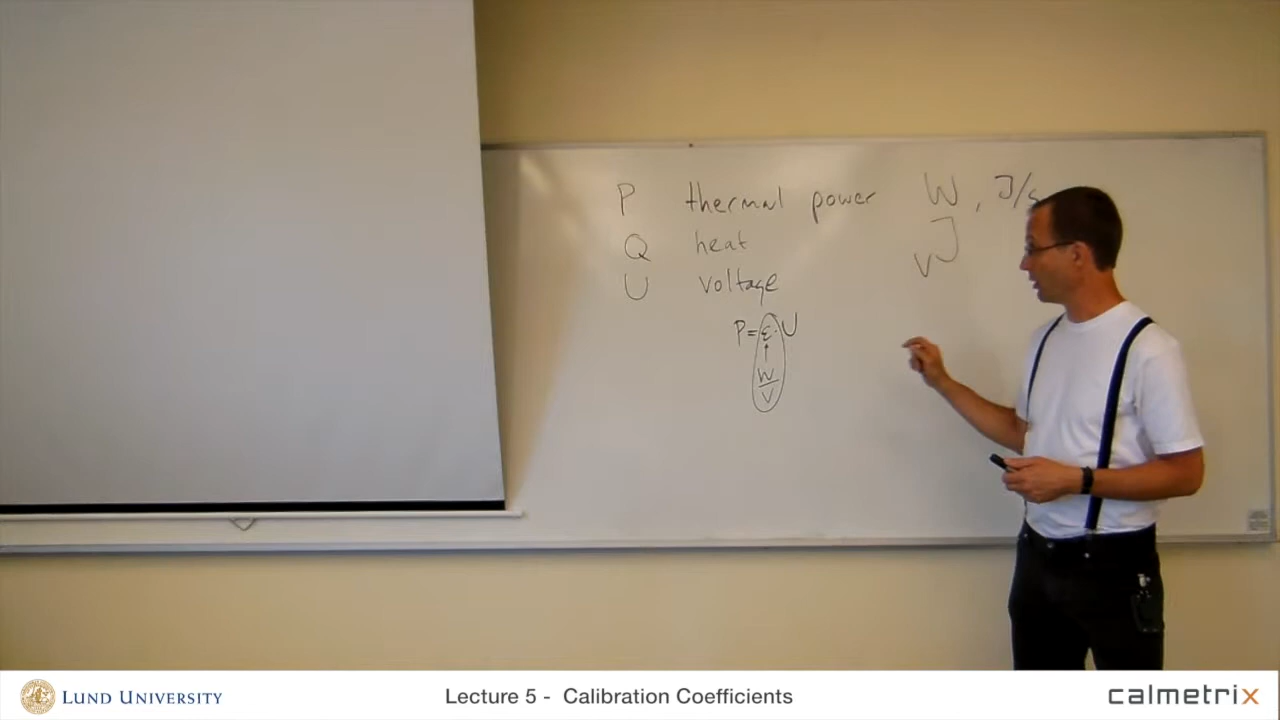 P thermal power W, J/s
Q heat J
U voltage V
P=ε·U
↑
W
V
LUND UNIVERSITY
Lecture 5 - Calibration Coefficients
calmetrix